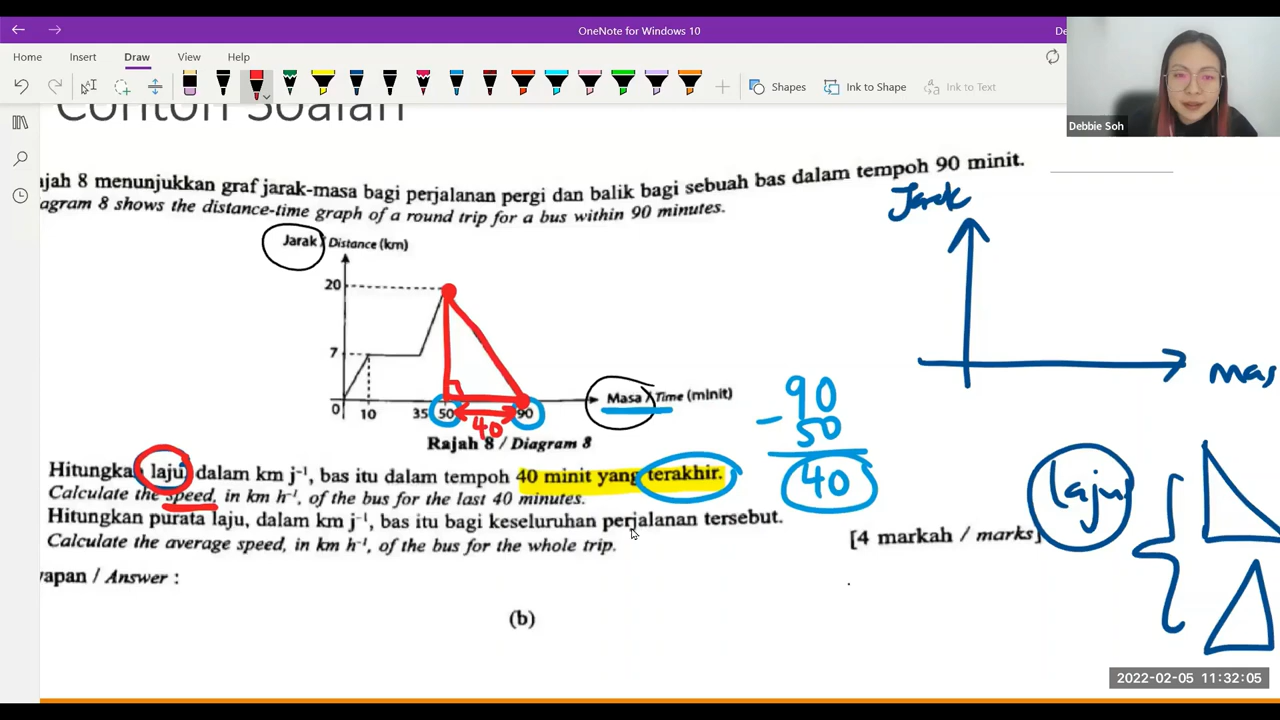 OneNote for Windows 10
De
Home Insert Draw View Help
Shapes Ink to Shape Ink to Text
Debbie Soh
Contoh Soalan
ajah 8 menunjukkan graf jarak-masa bagi perjalanan pergi dan balik bagi sebuah bas dalam tempoh 90 minit.
agram 8 shows the distance-time graph of a round trip for a bus within 90 minutes.
Jarak / Distance (km)
20
7
0 10 35 50 90
40
Masa / Time (minit)
Rajah 8 / Diagram 8
Jarak
mas
90
- 50
40
laju
Hitungkan laju, dalam km j⁻¹, bas itu dalam tempoh 40 minit yang terakhir.
Calculate the speed, in km h⁻¹, of the bus for the last 40 minutes.
Hitungkan purata laju, dalam km j⁻¹, bas itu bagi keseluruhan perjalanan tersebut.
Calculate the average speed, in km h⁻¹, of the bus for the whole trip.
[4 markah / marks]
wapan / Answer :
(b)
2022-02-05 11:32:05